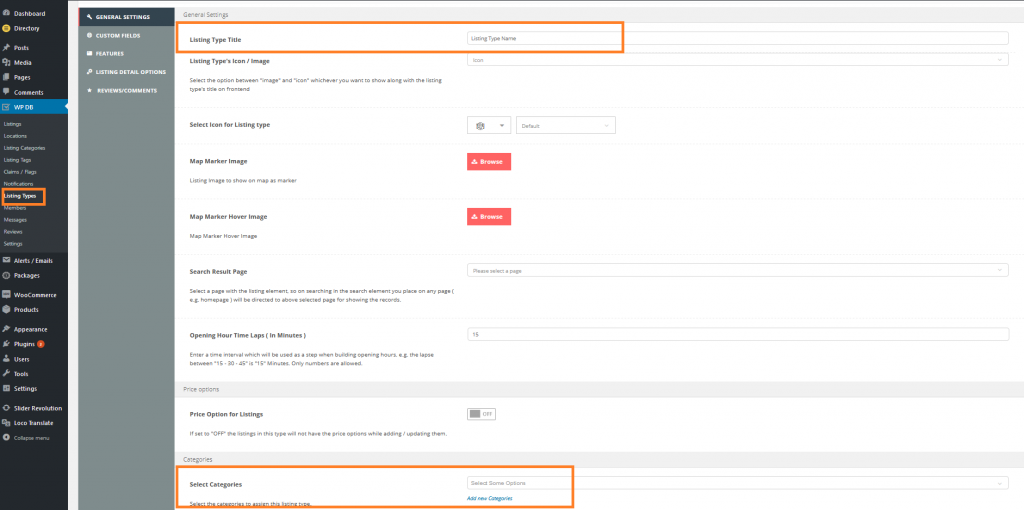 Dashboard
Directory
Posts
Media
Pages
Comments
WP DB
Listings
Locations
Listing Categories
Listing Tags
Claims / Flags
Notifications
Listing Types
Members
Messages
Reviews
Settings
Alerts / Emails
Packages
WooCommerce
Products
Appearance
Plugins
Users
Tools
Settings
Slider Revolution
Loco Translate
Collapse menu
GENERAL SETTINGS
CUSTOM FIELDS
FEATURES
LISTING DETAIL OPTIONS
REVIEWS/COMMENTS
General Settings
Listing Type Title
Listing Type Name
Listing Type's Icon / Image
Icon
Select the option between "image" and "icon" whichever you want to show along with the listing
type's title on frontend
Select Icon for Listing type
Default
Map Marker Image
Browse
Listing Image to show on map as marker
Map Marker Hover Image
Browse
Map Marker Hover Image
Search Result Page
Please select a page
Select a page with the listing element, so on searching in the search element you place on any page (
e.g. homepage ) will be directed to above selected page for showing the records.
Opening Hour Time Laps ( In Minutes )
15
Enter a time interval which will be used as a step when building opening hours. e.g. the lapse
between "15 - 30 - 45" is "15" Minutes, Only numbers are allowed.
Price options
Price Option for Listings
OFF
If set to "OFF" the listings in this type will not have the price options while adding / updating them.
Categories
Select Categories
Select Some Options
Add new Categories
Select the categories to assign this listing type.